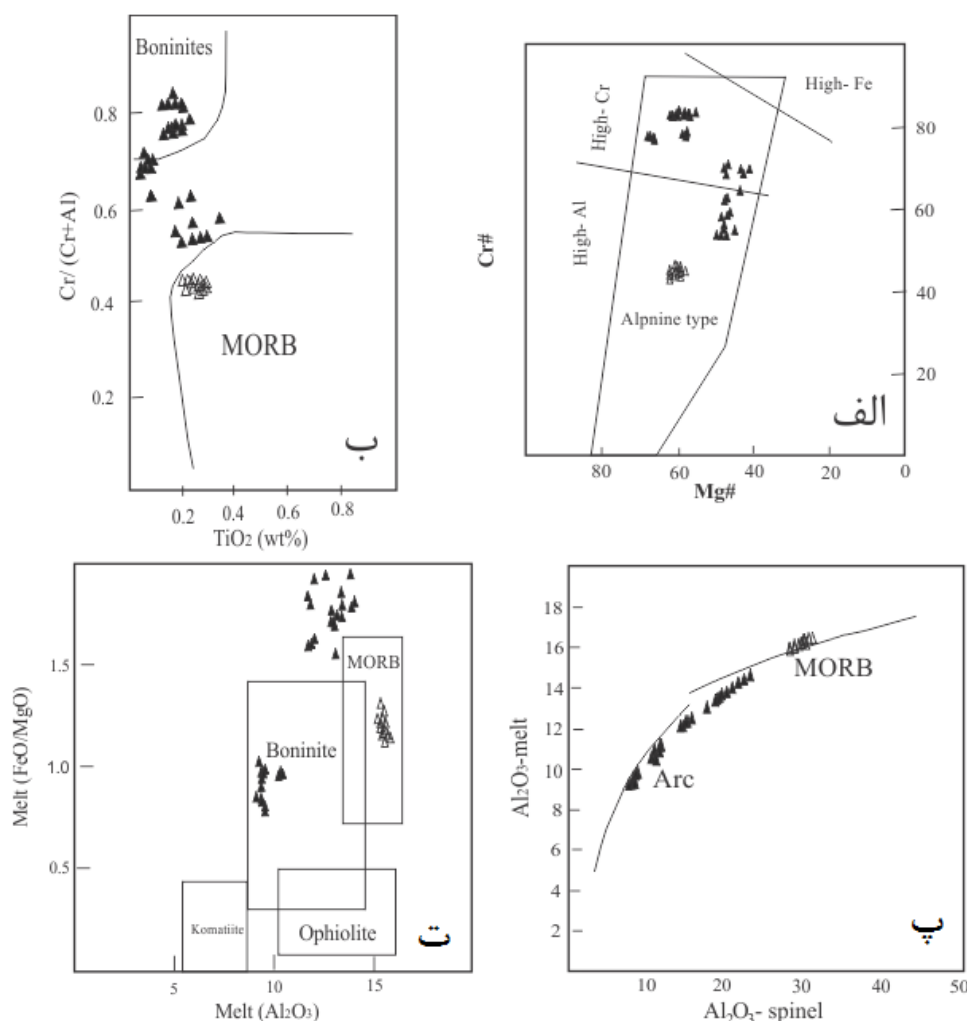 Boninites
0.8
0.6
0.4
0.2
Cr/ (Cr+Al)
MORB
ب
0.2
0.4
0.6
0.8
TiO₂ (wt%)
High- Fe
High- Cr
High- Al
Alpnine type
80
60
40
20
Cr#
الف
80
60
40
20
0
Mg#
1.5
1.0
0.5
Melt (FeO/MgO)
MORB
Boninite
Komatiite
Ophiolite
ت
5
10
15
Melt (Al₂O₃)
18
16
14
12
10
8
6
4
2
Al₂O₃-melt
MORB
Arc
پ
10
20
30
40
50
Al₂O₃- spinel